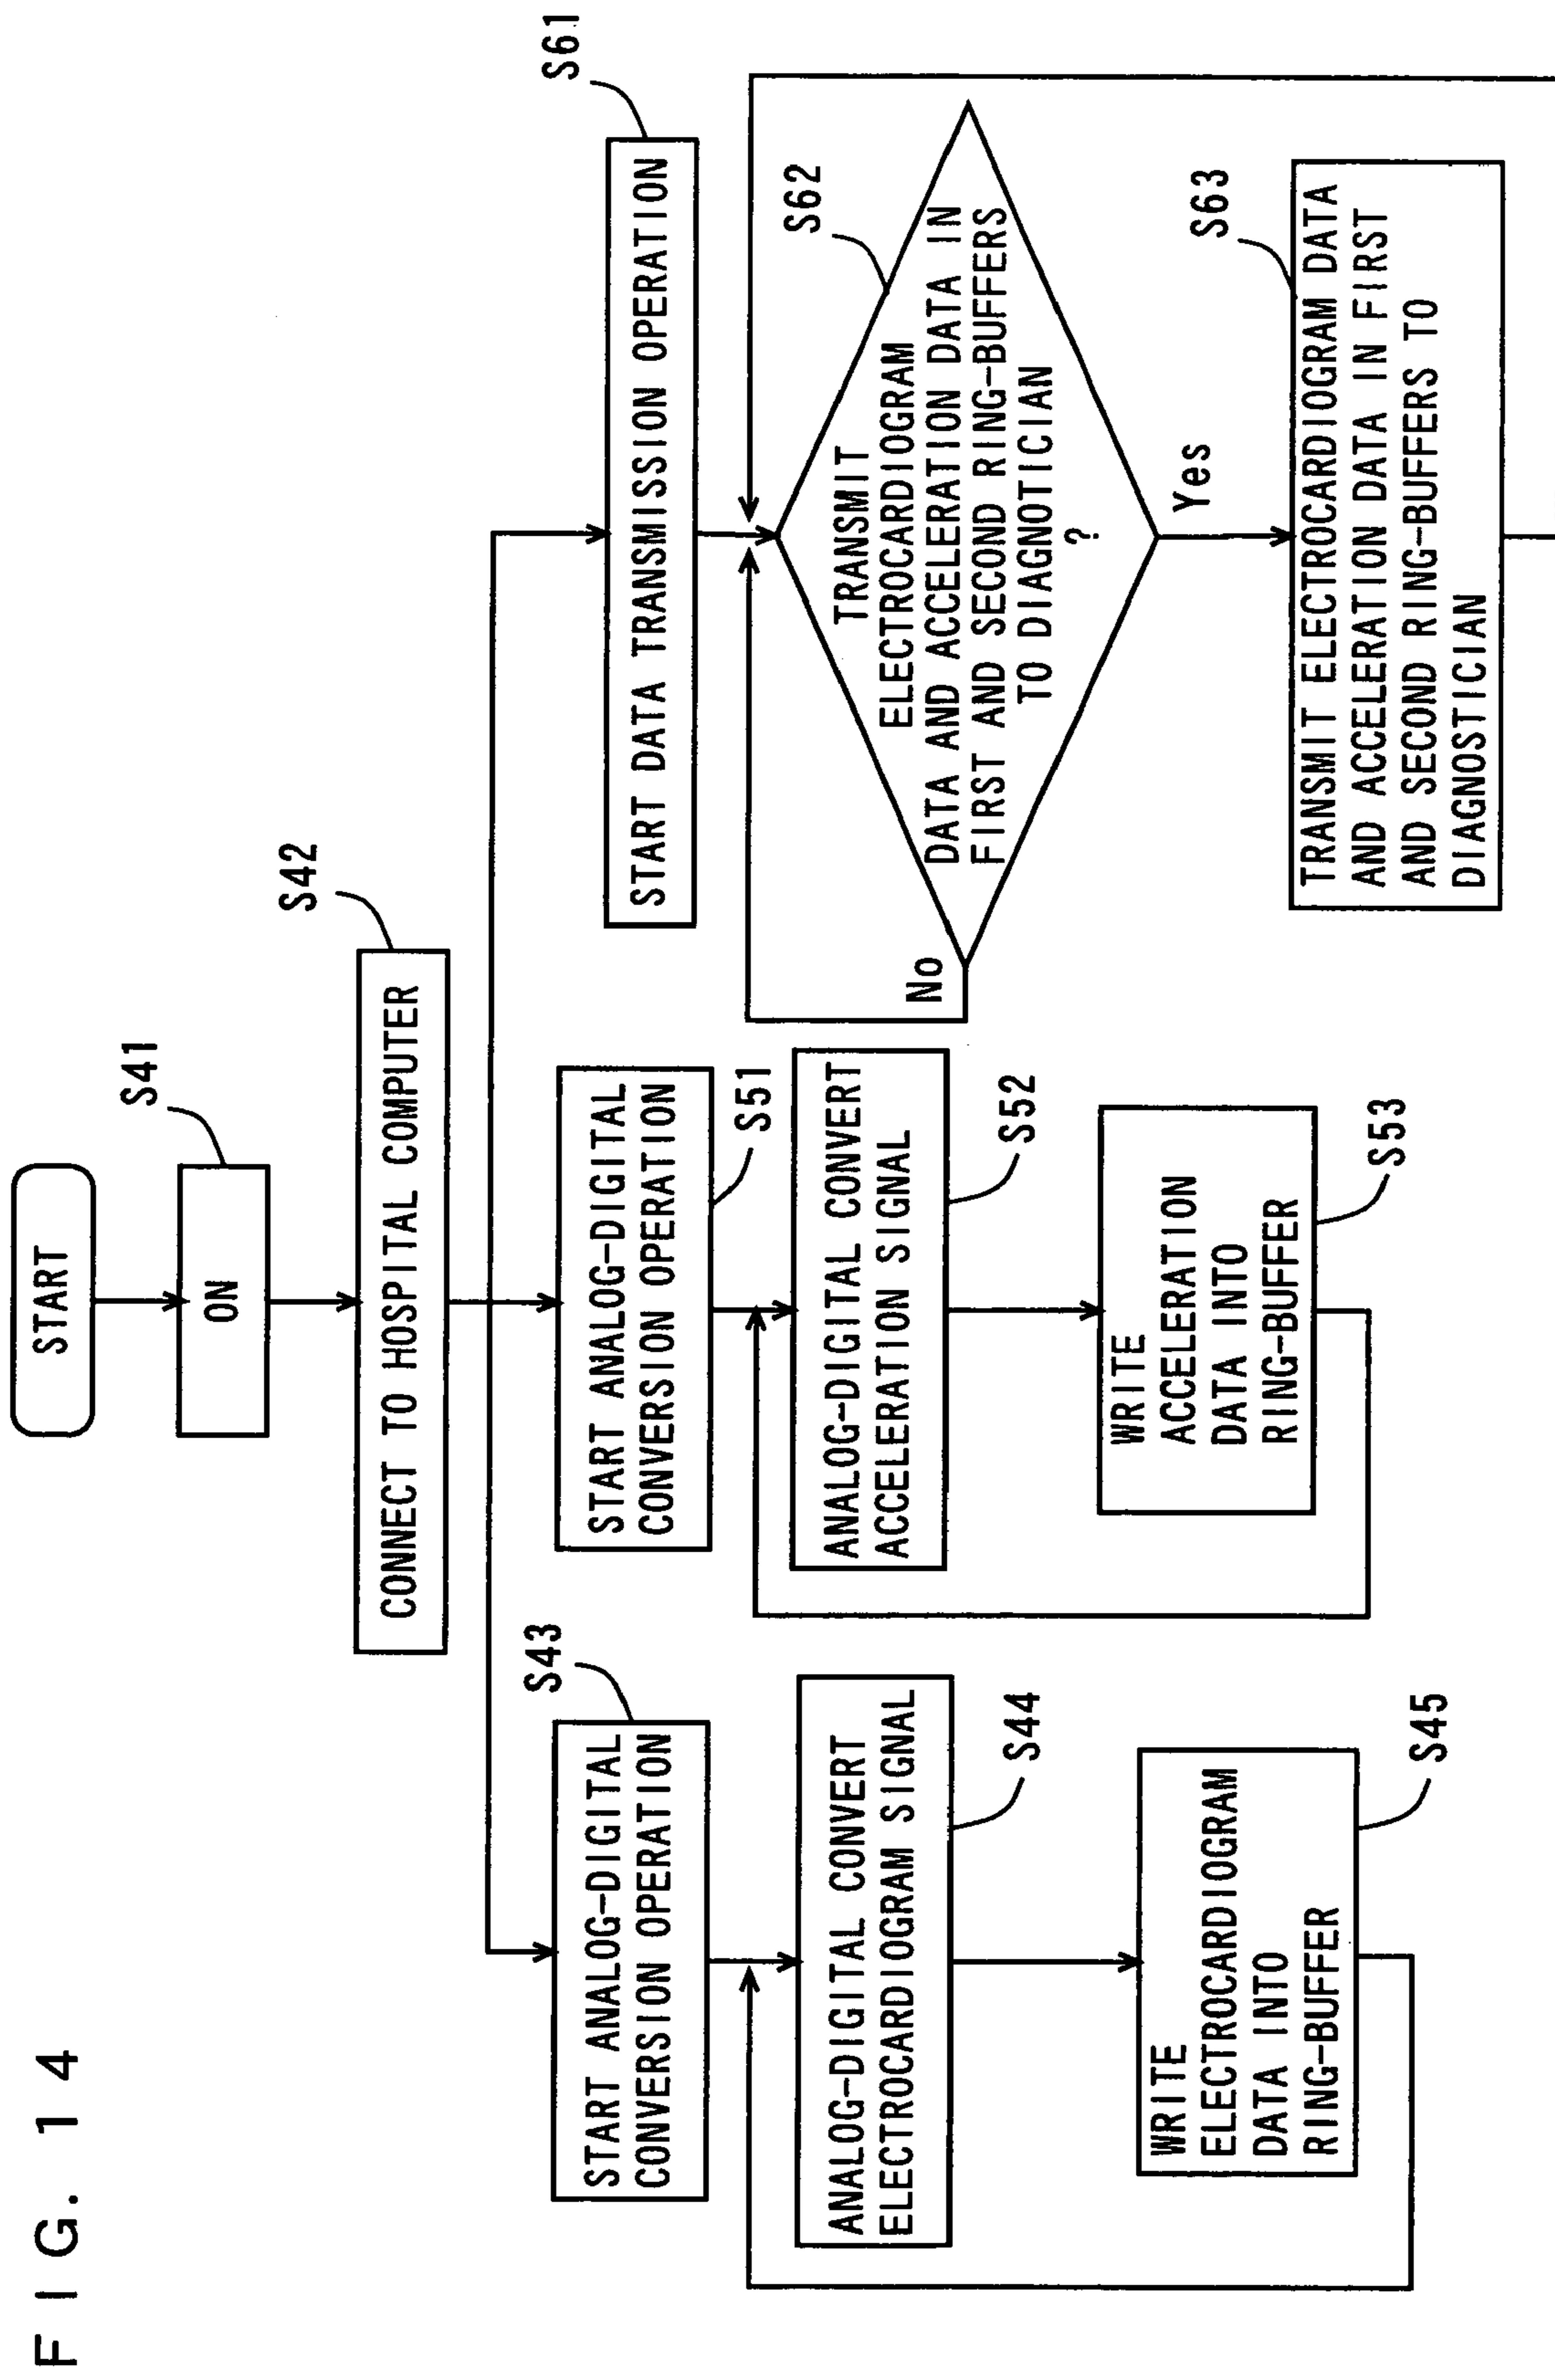 FIG. 14
START
S41
ON
S42
CONNECT TO HOSPITAL COMPUTER
S43
START ANALOG-DIGITAL
CONVERSION OPERATION
S44
ANALOG-DIGITAL CONVERT
ELECTROCARDIOGRAM SIGNAL
S45
WRITE
ELECTROCARDIOGRAM
DATA INTO
RING-BUFFER
START ANALOG-DIGITAL
CONVERSION OPERATION
S51
ANALOG-DIGITAL CONVERT
ACCELERATION SIGNAL
S52
WRITE
ACCELERATION
DATA INTO
RING-BUFFER
S53
S61
START DATA TRANSMISSION OPERATION
S62
TRANSMIT
ELECTROCARDIOGRAM
DATA AND ACCELERATION DATA IN
FIRST AND SECOND RING-BUFFERS
TO DIAGNOTICIAN
?
No
Yes
S63
TRANSMIT ELECTROCARDIOGRAM DATA
AND ACCELERATION DATA IN FIRST
AND SECOND RING-BUFFERS TO
DIAGNOSTICIAN